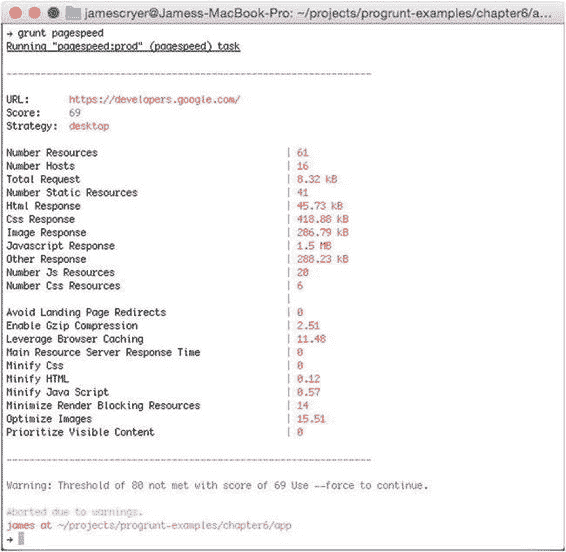 jamescryer@Jamess-MacBook-Pro: ~/projects/progrunt-examples/chapter6/a...
→ grunt pagespeed
Running "pagespeed:prod" (pagespeed) task
----------------------------------------------------------------
URL: https://developers.google.com/
Score: 69
Strategy: desktop
Number Resources | 61
Number Hosts | 16
Total Request | 8.32 kB
Number Static Resources | 41
Html Response | 45.73 kB
Css Response | 418.88 kB
Image Response | 286.79 kB
Javascript Response | 1.5 MB
Other Response | 288.23 kB
Number Js Resources | 20
Number Css Resources | 6
|
Avoid Landing Page Redirects | 0
Enable Gzip Compression | 2.51
Leverage Browser Caching | 11.48
Main Resource Server Response Time | 0
Minify Css | 0
Minify HTML | 0.12
Minify Java Script | 0.57
Minimize Render Blocking Resources | 14
Optimize Images | 15.51
Prioritize Visible Content | 0
----------------------------------------------------------------
Warning: Threshold of 80 not met with score of 69 Use --force to continue.
Aborted due to warnings.
james at ~/projects/progrunt-examples/chapter6/app
→